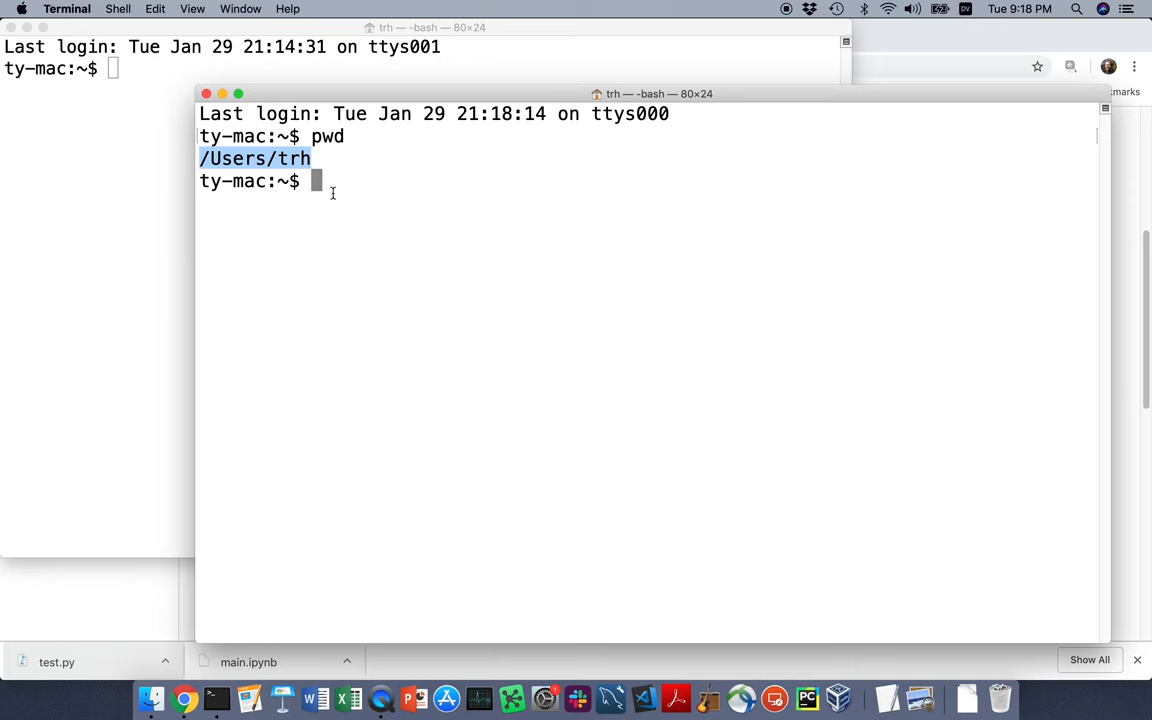 Terminal Shell Edit View Window Help Tue 9:18 PM
trh — -bash — 80×24
Last login: Tue Jan 29 21:14:31 on ttys001
ty-mac:~$
kmarks
trh — -bash — 80×24
Last login: Tue Jan 29 21:18:14 on ttys000
ty-mac:~$ pwd
/Users/trh
ty-mac:~$
test.py main.ipynb Show All